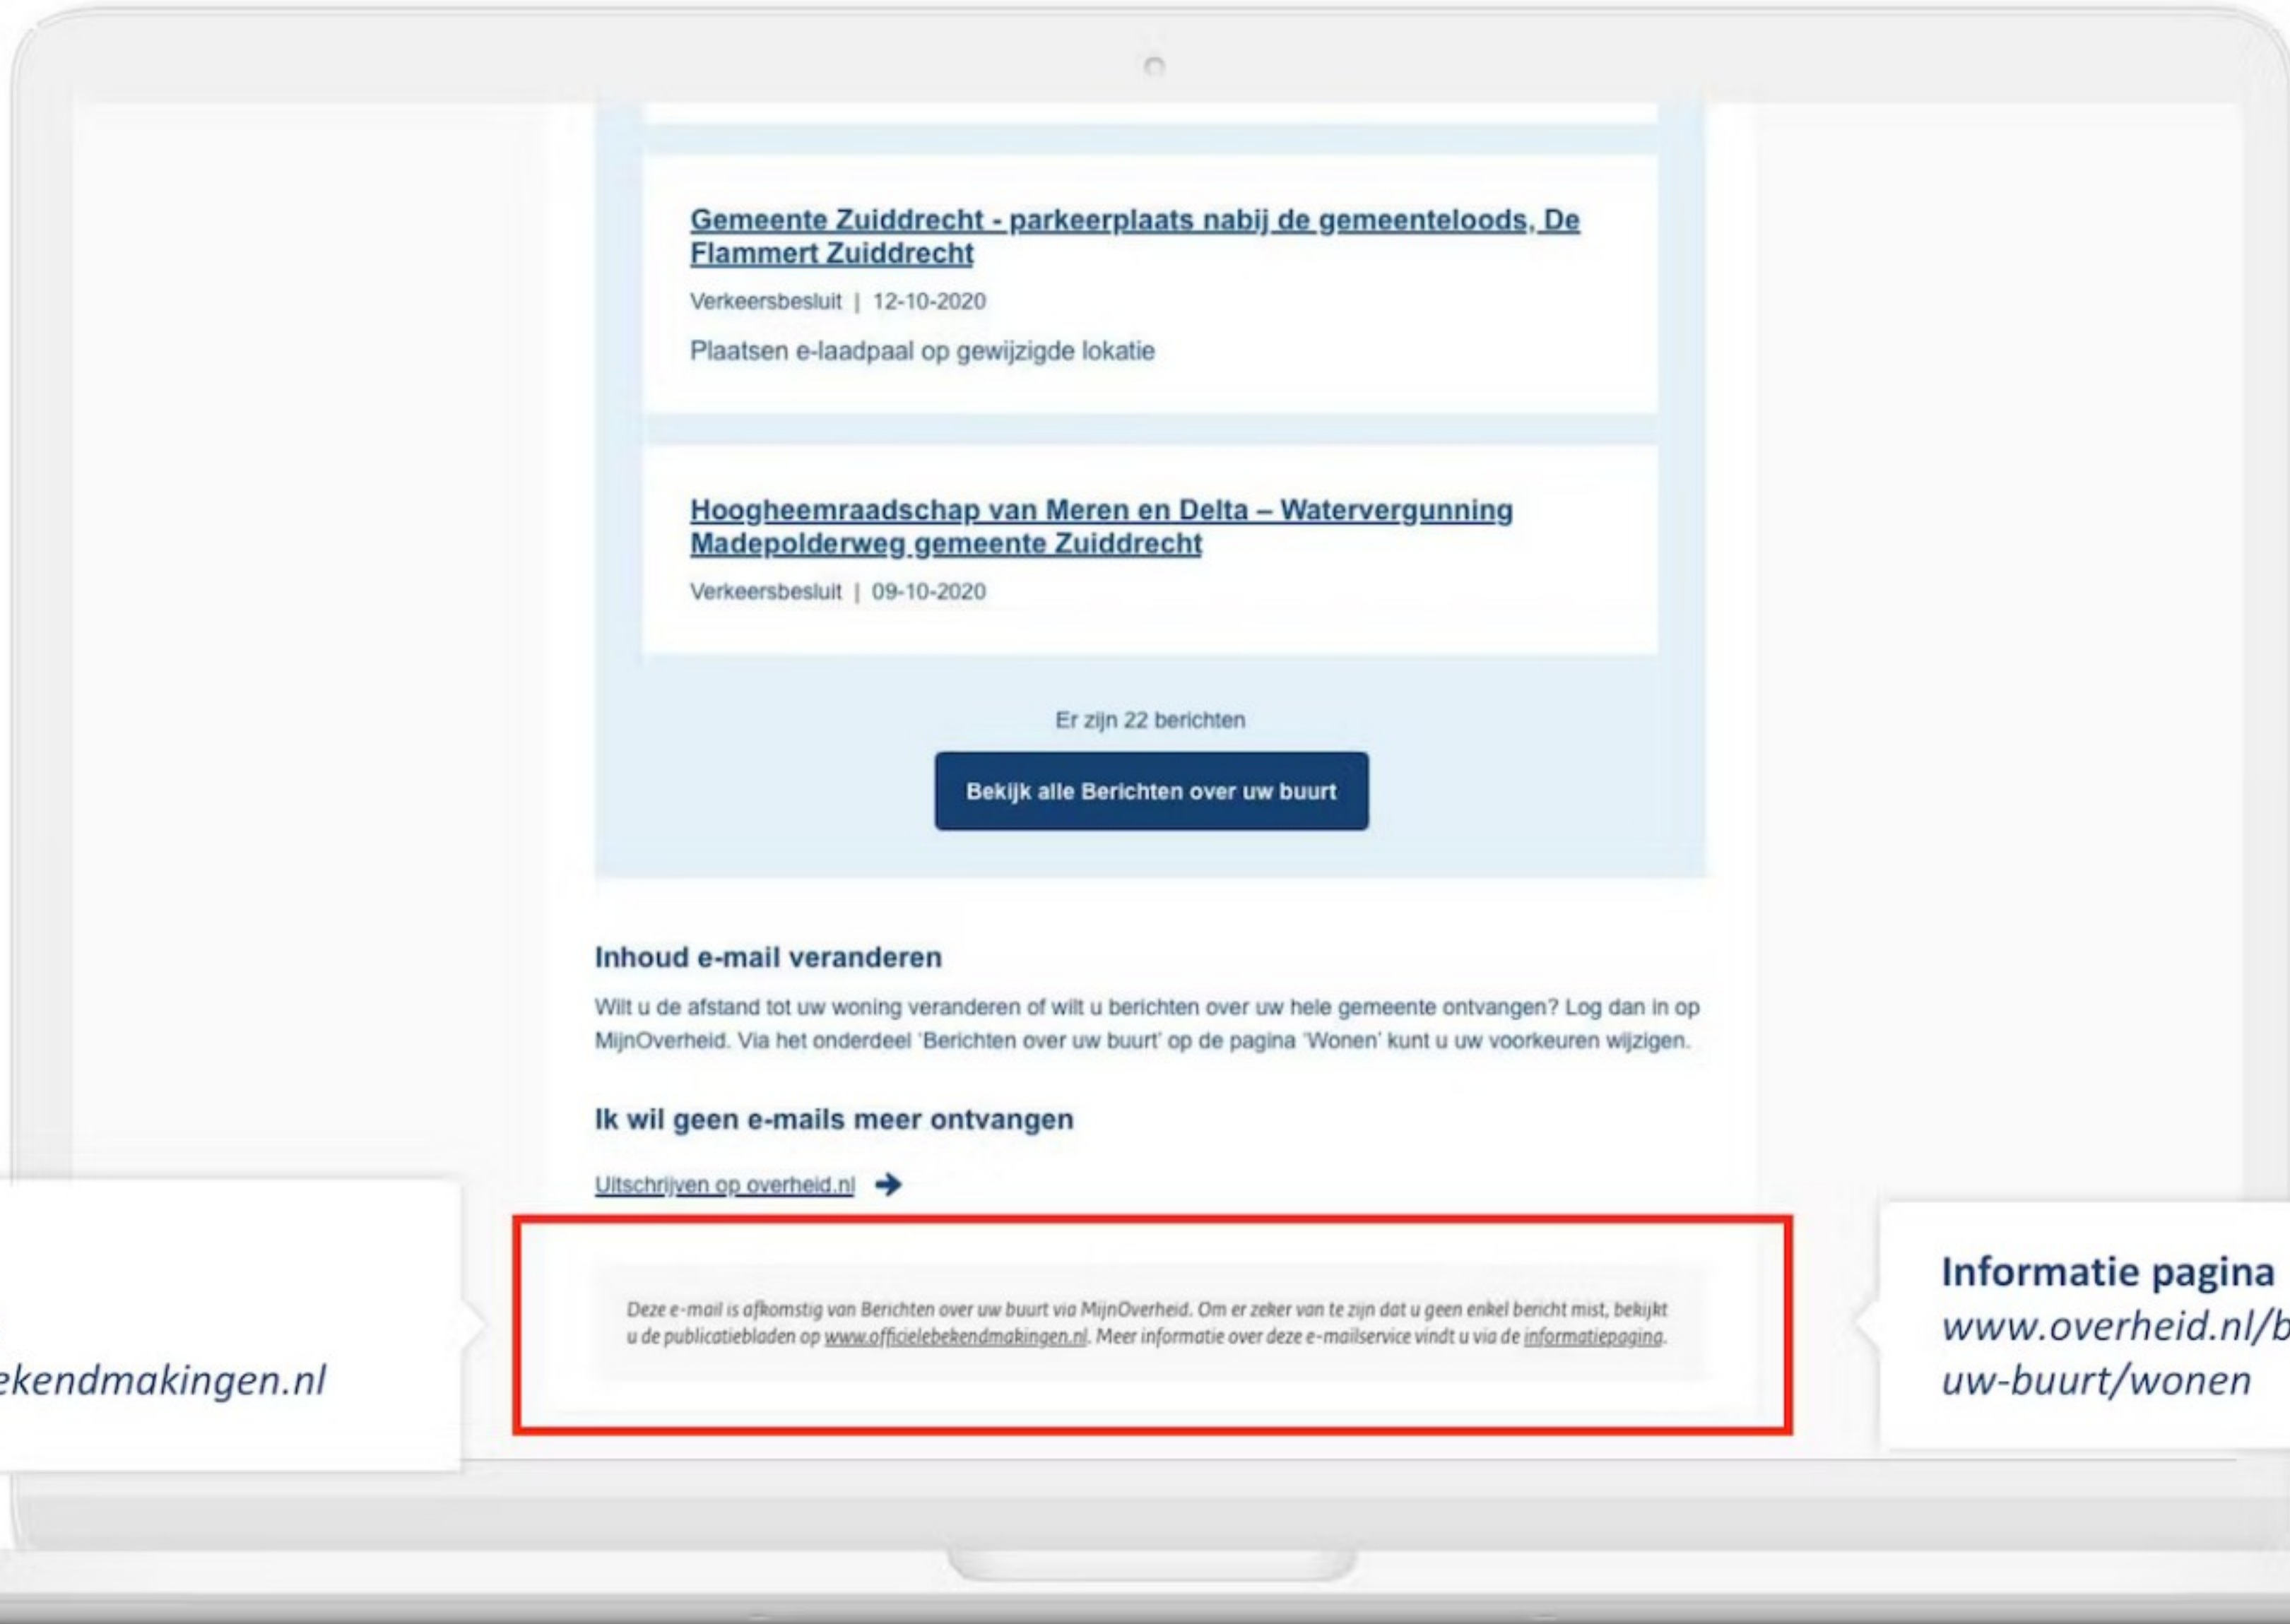 Gemeente Zuiddrecht - parkeerplaats nabij de gemeenteloods, De
Flammert Zuiddrecht
Verkeersbesluit | 12-10-2020
Plaatsen e-laadpaal op gewijzigde lokatie
Hoogheemraadschap van Meren en Delta – Watervergunning
Madepolderweg gemeente Zuiddrecht
Verkeersbesluit | 09-10-2020
Er zijn 22 berichten
Bekijk alle Berichten over uw buurt
Inhoud e-mail veranderen
Wilt u de afstand tot uw woning veranderen of wilt u berichten over uw hele gemeente ontvangen? Log dan in op
MijnOverheid. Via het onderdeel 'Berichten over uw buurt' op de pagina 'Wonen' kunt u uw voorkeuren wijzigen.
Ik wil geen e-mails meer ontvangen
Uitschrijven op overheid.nl
Deze e-mail is afkomstig van Berichten over uw buurt via MijnOverheid. Om er zeker van te zijn dat u geen enkel bericht mist, bekijkt
u de publicatiebladen op www.officielebekendmakingen.nl. Meer informatie over deze e-mailservice vindt u via de informatiepagina.
ekendmakingen.nl
Informatie pagina
www.overheid.nl/b
uw-buurt/wonen